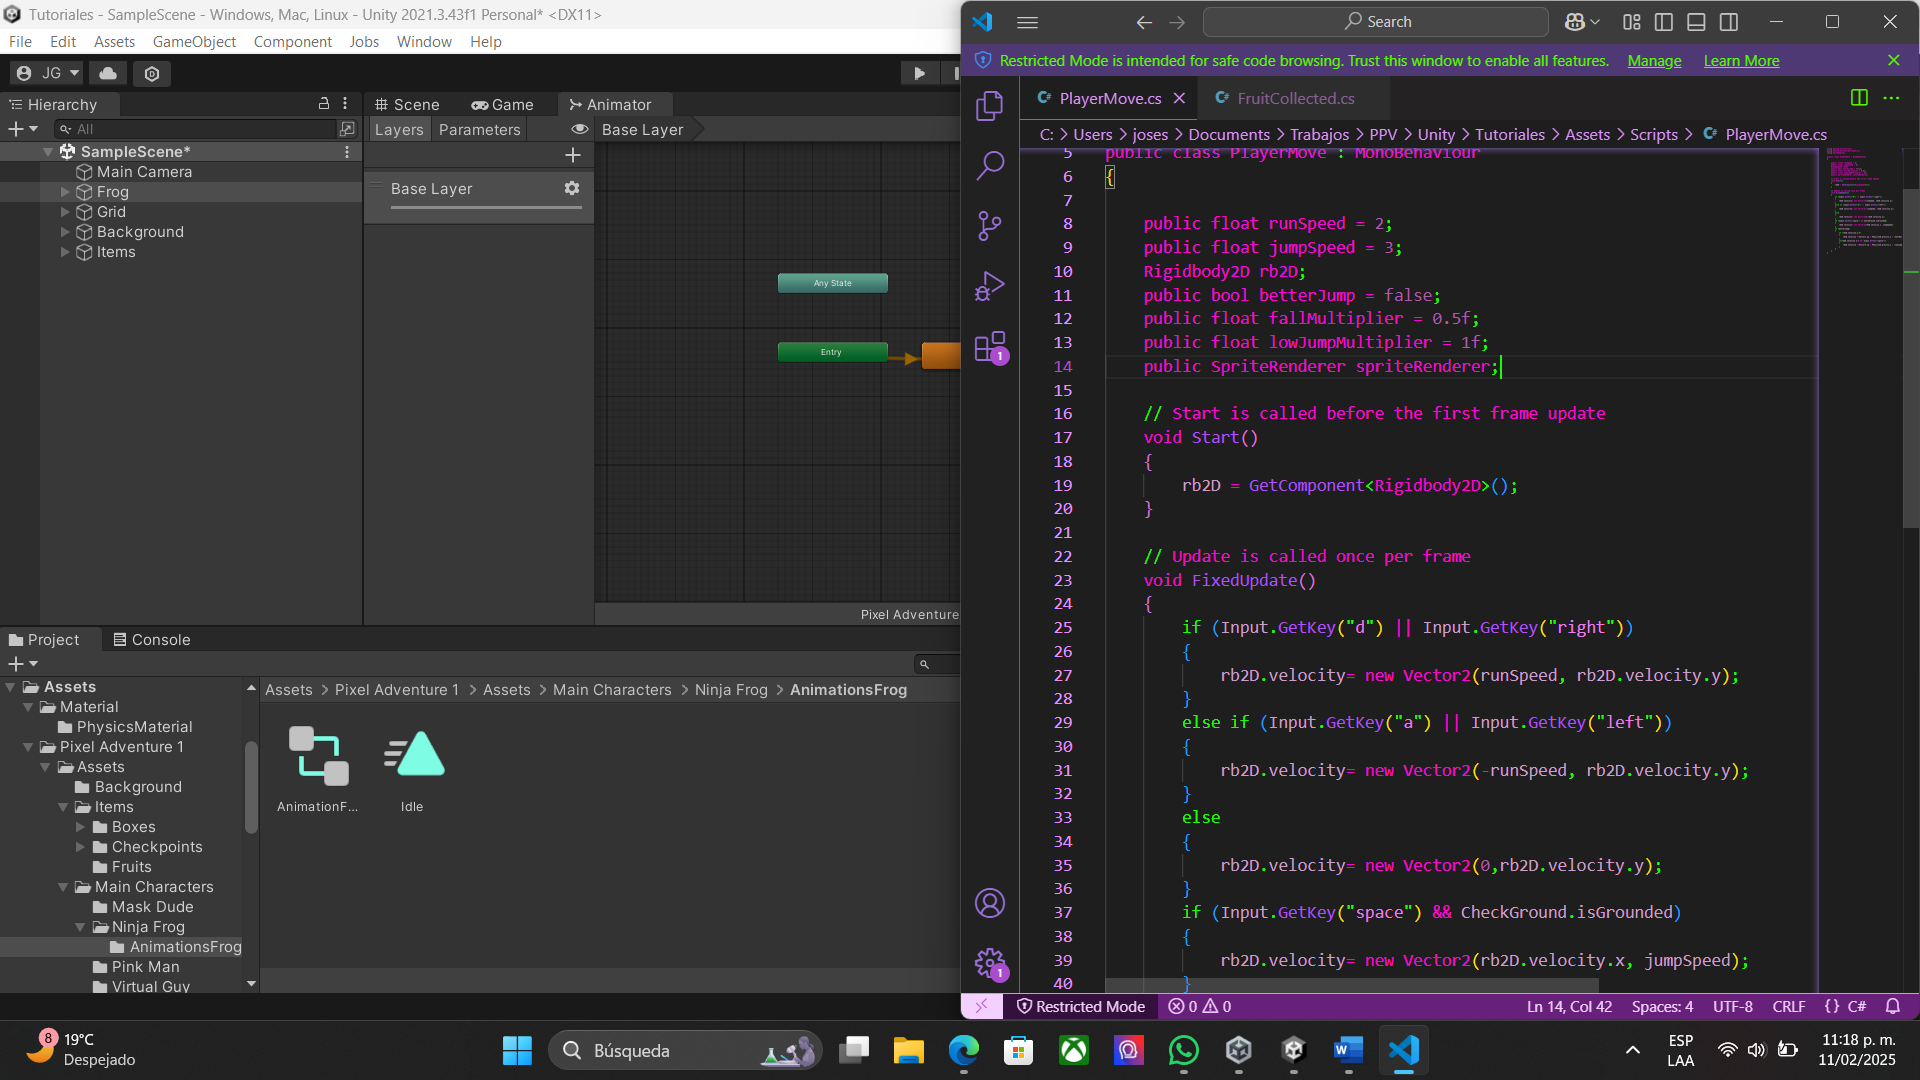 Tutoriales - SampleScene - Windows, Mac, Linux - Unity 2021.3.43f1 Personal* <DX11>
File Edit Assets GameObject Component Jobs Window Help
JG
Hierarchy
All
SampleScene*
Main Camera
Frog
Grid
Background
Items
Scene Game Animator
Layers Parameters Base Layer
Base Layer
Any State
Entry
Pixel Adventure
Project Console
Assets
Material
PhysicsMaterial
Pixel Adventure 1
Assets
Background
Items
Boxes
Checkpoints
Fruits
Main Characters
Mask Dude
Ninja Frog
AnimationsFrog
Pink Man
Virtual Guy
Assets > Pixel Adventure 1 > Assets > Main Characters > Ninja Frog > AnimationsFrog
AnimationF...
Idle
Search
Restricted Mode is intended for safe code browsing. Trust this window to enable all features. Manage Learn More
PlayerMove.cs FruitCollected.cs
C: > Users > joses > Documents > Trabajos > PPV > Unity > Tutoriales > Assets > Scripts > PlayerMove.cs
5 public class PlayerMove : MonoBehaviour
6 {
7
8 public float runSpeed = 2;
9 public float jumpSpeed = 3;
10 Rigidbody2D rb2D;
11 public bool betterJump = false;
12 public float fallMultiplier = 0.5f;
13 public float lowJumpMultiplier = 1f;
14 public SpriteRenderer spriteRenderer;
15
16 // Start is called before the first frame update
17 void Start()
18 {
19 rb2D = GetComponent<Rigidbody2D>();
20 }
21
22 // Update is called once per frame
23 void FixedUpdate()
24 {
25 if (Input.GetKey("d") || Input.GetKey("right"))
26 {
27 rb2D.velocity= new Vector2(runSpeed, rb2D.velocity.y);
28 }
29 else if (Input.GetKey("a") || Input.GetKey("left"))
30 {
31 rb2D.velocity= new Vector2(-runSpeed, rb2D.velocity.y);
32 }
33 else
34 {
35 rb2D.velocity= new Vector2(0,rb2D.velocity.y);
36 }
37 if (Input.GetKey("space") && CheckGround.isGrounded)
38 {
39 rb2D.velocity= new Vector2(rb2D.velocity.x, jumpSpeed);
40 }
1
1
Restricted Mode 0 0 Ln 14, Col 42 Spaces: 4 UTF-8 CRLF {} C#
8
19°C
Despejado
Búsqueda
ESP
LAA
11:18 p. m.
11/02/2025